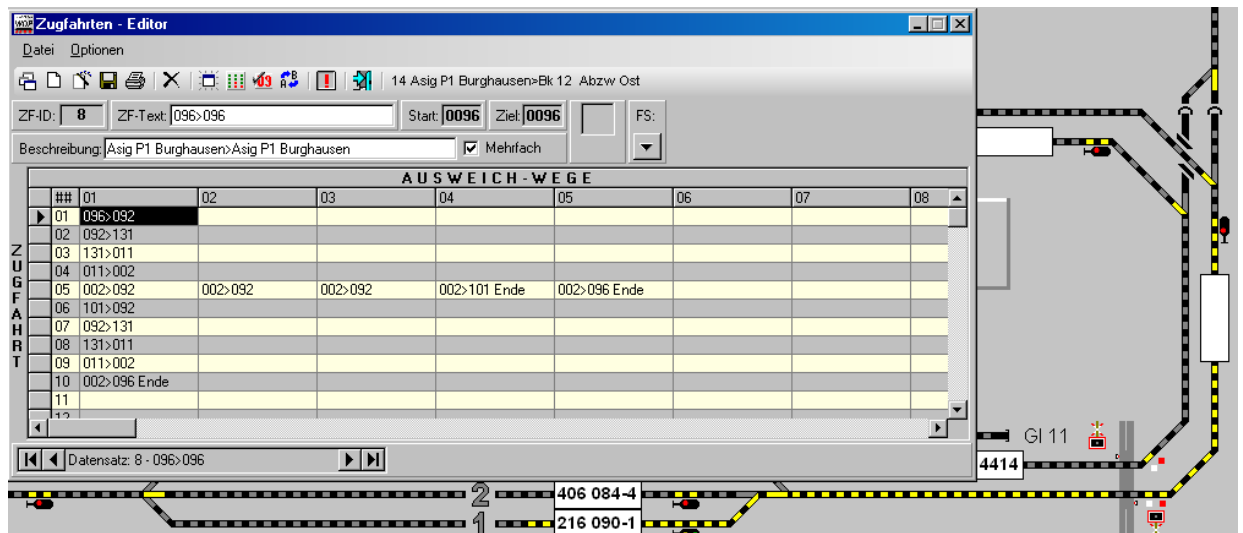 Zugfahrten - Editor
Datei Optionen
14 Asig P1 Burghausen>Bk 12 Abzw Ost
ZF-ID: 8 ZF-Text: 096>096 Start: 0096 Ziel: 0096 FS:
Beschreibung: Asig P1 Burghausen>Asig P1 Burghausen Mehrfach
AUSWEICH-WEGE
ZUGFAHRT
## 01 02 03 04 05 06 07 08
01 096>092
02 092>131
03 131>011
04 011>002
05 002>092 002>092 002>092 002>101 Ende 002>096 Ende
06 101>092
07 092>131
08 131>011
09 011>002
10 002>096 Ende
11
12
Datensatz: 8 - 096>096
Gl 11
4414
2 406 084-4
1 216 090-1